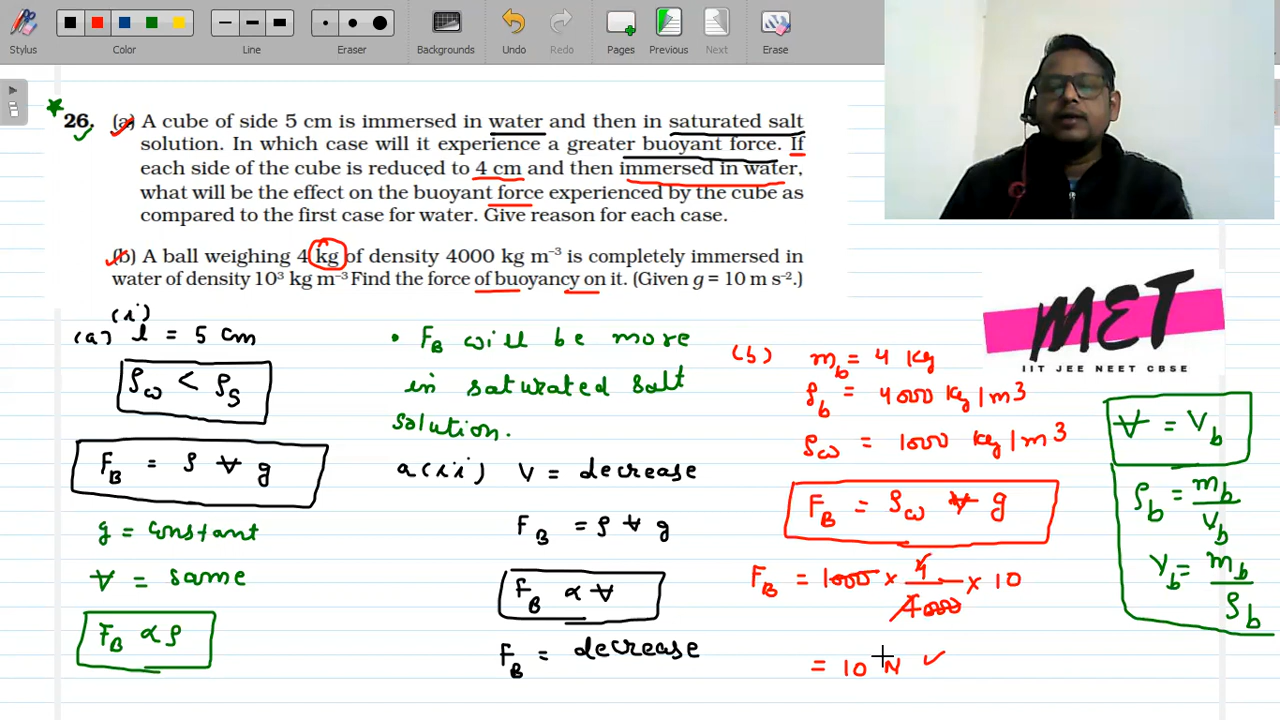 Stylus
Color
Line
Eraser
Backgrounds
Undo
Redo
Pages
Previous
Next
Erase
26. (a) A cube of side 5 cm is immersed in water and then in saturated salt
solution. In which case will it experience a greater buoyant force. If
each side of the cube is reduced to 4 cm and then immersed in water,
what will be the effect on the buoyant force experienced by the cube as
compared to the first case for water. Give reason for each case.
(b) A ball weighing 4 kg of density 4000 kg m⁻³ is completely immersed in
water of density 10³ kg m⁻³ Find the force of buoyancy on it. (Given g = 10 m s⁻².)
MET
IIT JEE NEET CBSE
(i)
(a) l = 5 cm
ρω < ρs
FB = ρ V g
g = constant
V = same
FB ∝ ρ
• FB will be more
in saturated salt
solution.
a(ii) V = decrease
FB = ρ V g
FB ∝ V
FB = decrease
(b) mb = 4 kg
ρb = 4000 kg/m3
ρω = 1000 kg/m3
FB = ρω V g
FB = 1000 × 4/4000 × 10
= 10 N ✓
V = Vb
ρb = mb/Vb
Vb = mb/ρb